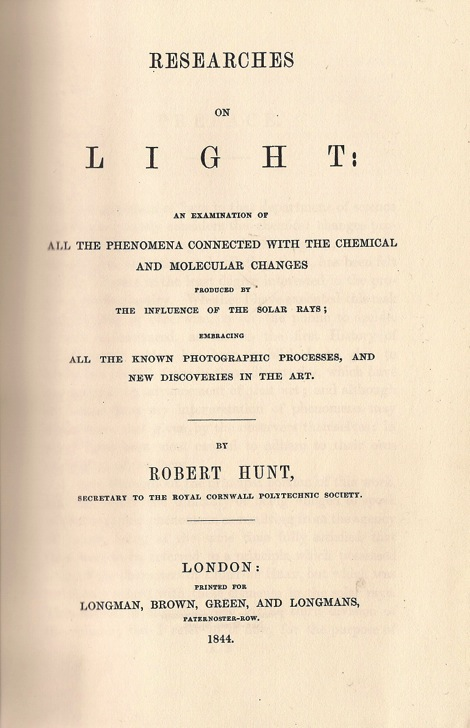 RESEARCHES
ON
LIGHT:
AN EXAMINATION OF
ALL THE PHENOMENA CONNECTED WITH THE CHEMICAL
AND MOLECULAR CHANGES
PRODUCED BY
THE INFLUENCE OF THE SOLAR RAYS;
EMBRACING
ALL THE KNOWN PHOTOGRAPHIC PROCESSES, AND
NEW DISCOVERIES IN THE ART.
BY
ROBERT HUNT,
SECRETARY TO THE ROYAL CORNWALL POLYTECHNIC SOCIETY.
LONDON:
PRINTED FOR
LONGMAN, BROWN, GREEN, AND LONGMANS,
PATERNOSTER-ROW.
1844.